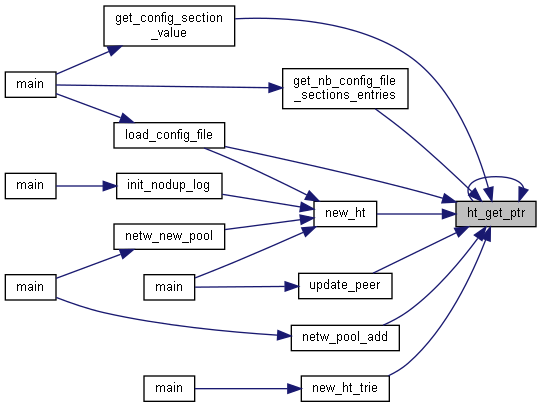 get_config_section
_value
main
get_nb_config_file
_sections_entries
load_config_file
main
init_nodup_log
new_ht
ht_get_ptr
netw_new_pool
main
main
update_peer
netw_pool_add
main
new_ht_trie